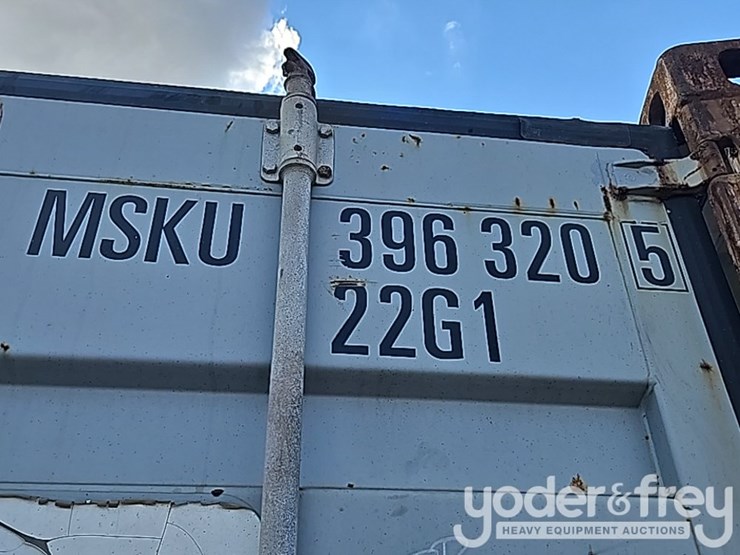 MSKU 396 320 5
22G1
yoder&frey
HEAVY EQUIPMENT AUCTIONS